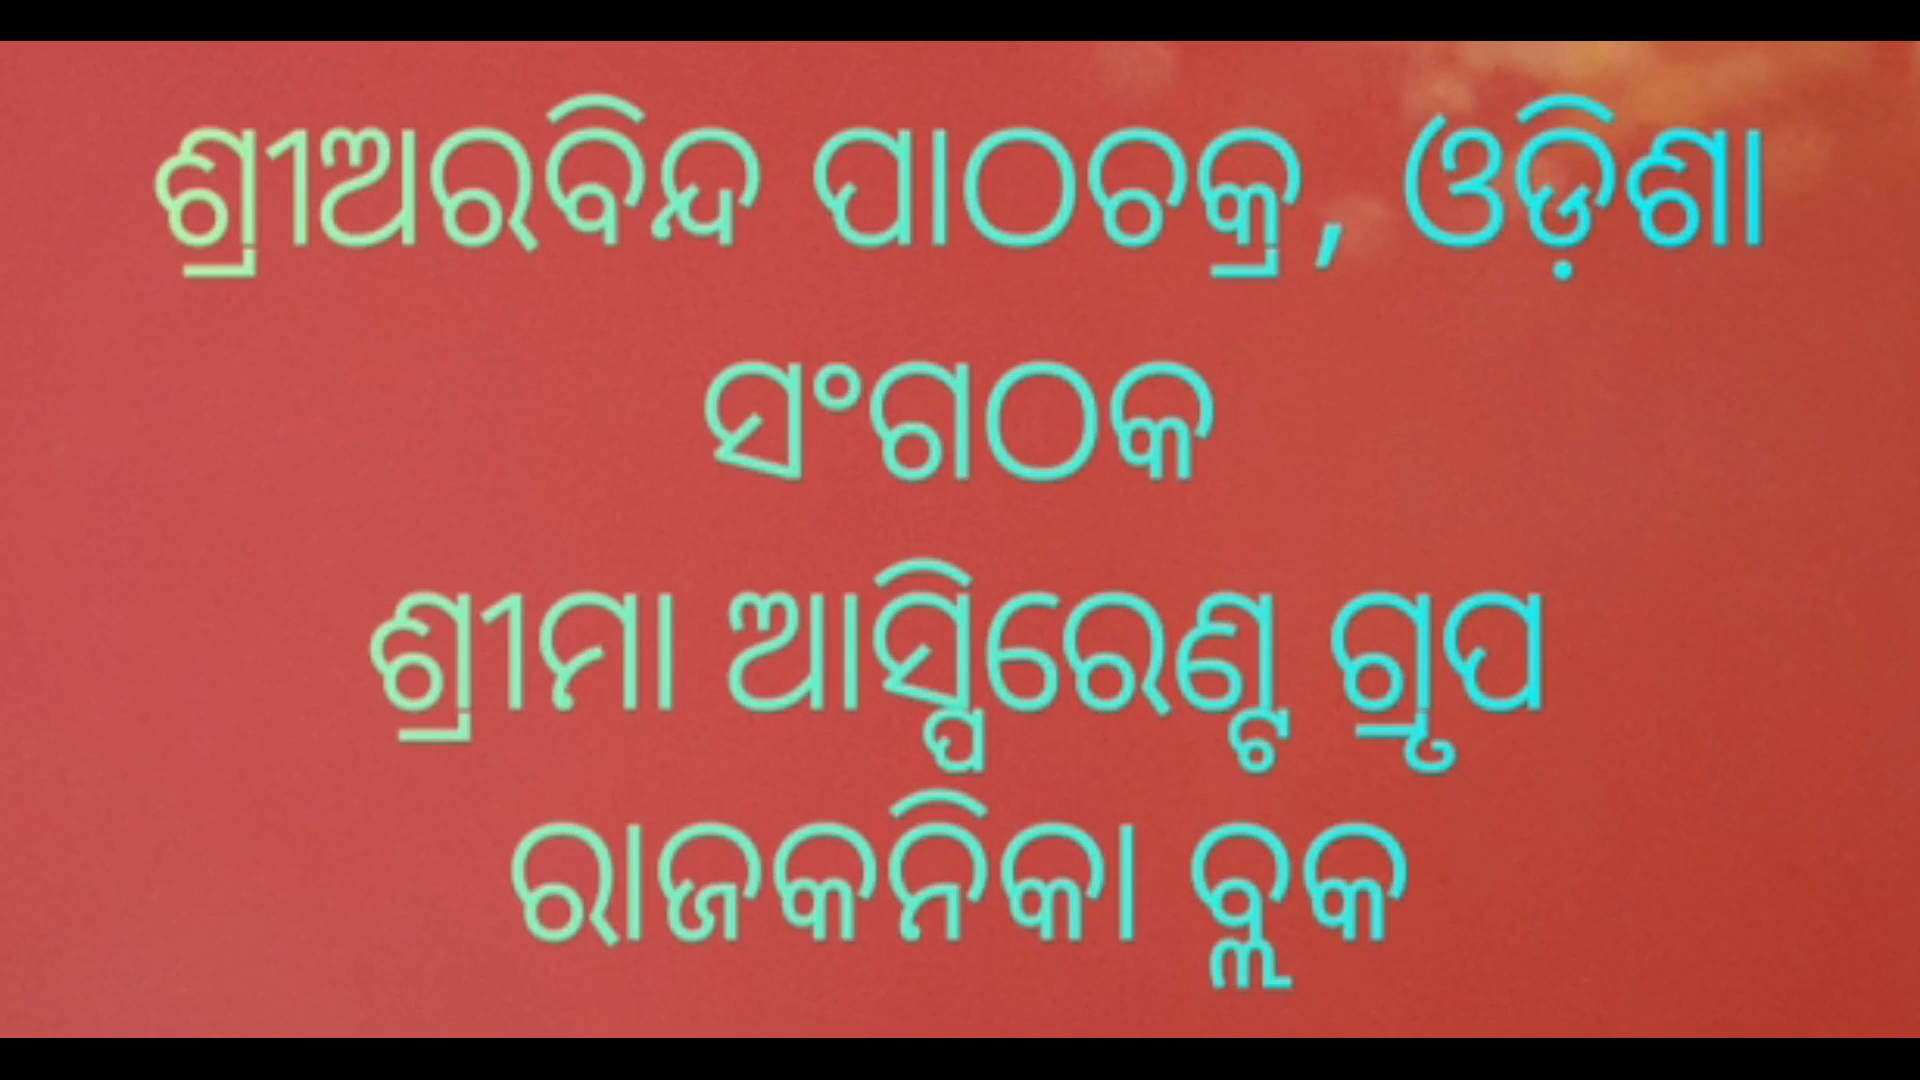 ଶ୍ରୀଅରବିନ୍ଦ ପାଠଚକ୍ର, ଓଡ଼ିଶା
ସଂଗଠକ
ଶ୍ରୀମା ଆସ୍ପିରେଣ୍ଟ ଗ୍ରୃପ
ରାଜକନିକା ବ୍ଲକ